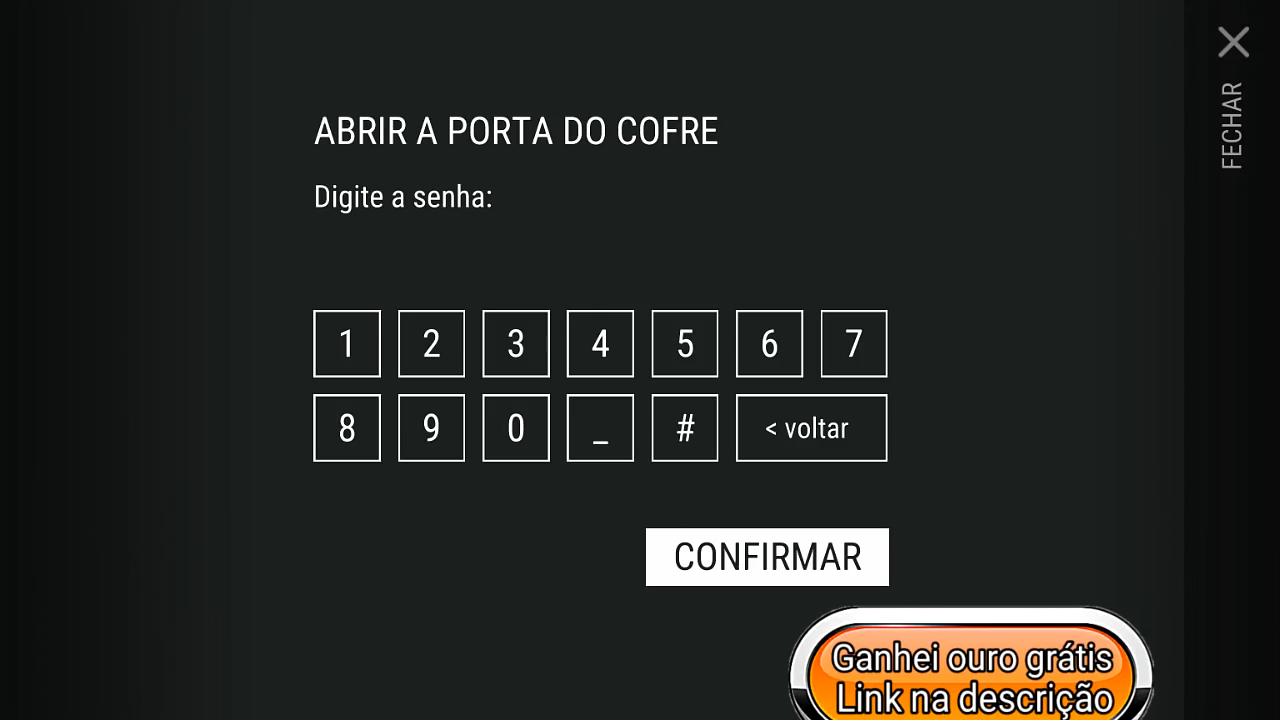 FECHAR
ABRIR A PORTA DO COFRE
Digite a senha:
1 2 3 4 5 6 7
8 9 0 _ # < voltar
CONFIRMAR
Ganhei ouro grátis
Link na descrição